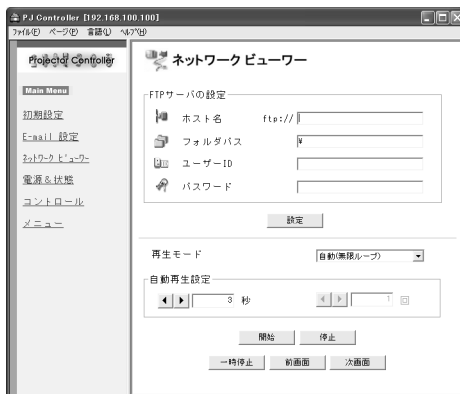 PJ Controller [192.168.100.100]
ファイル(F) ページ(P) 言語(L) ヘルプ(H)
Projector Controller
Main Menu
初期設定
E-mail 設定
ネットワーク ビューワー
電源&状態
コントロール
メニュー
ネットワーク ビューワー
FTPサーバの設定
ホスト名 ftp://
フォルダパス ¥
ユーザーID
パスワード
設定
再生モード 自動(無限ループ)
自動再生設定
3 秒 1 回
開始 停止
一時停止 前画面 次画面